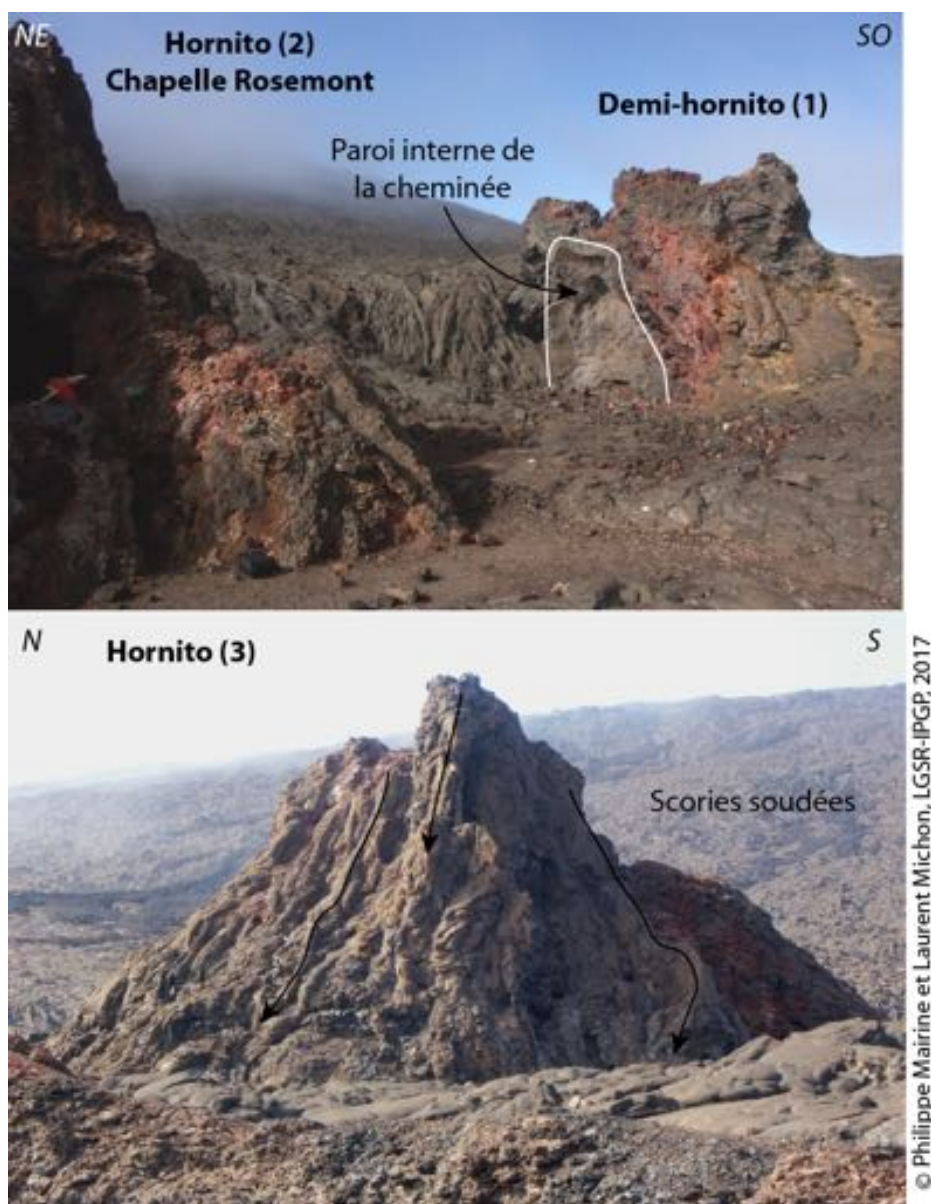 NE
Hornito (2)
Chapelle Rosemont
SO
Demi-hornito (1)
Paroi interne de
la cheminée
N
Hornito (3)
S
Scories soudées
© Philippe Mairine et Laurent Michon, LGSR-IPGP, 2017